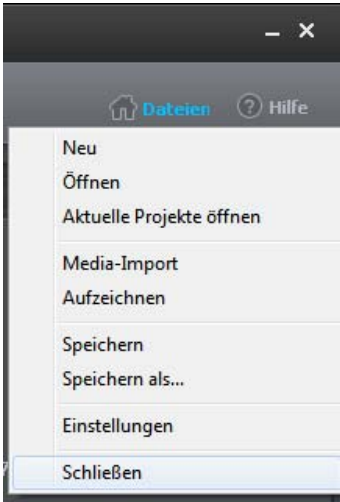 Dateien Hilfe
Neu
Öffnen
Aktuelle Projekte öffnen
Media-Import
Aufzeichnen
Speichern
Speichern als...
Einstellungen
Schließen